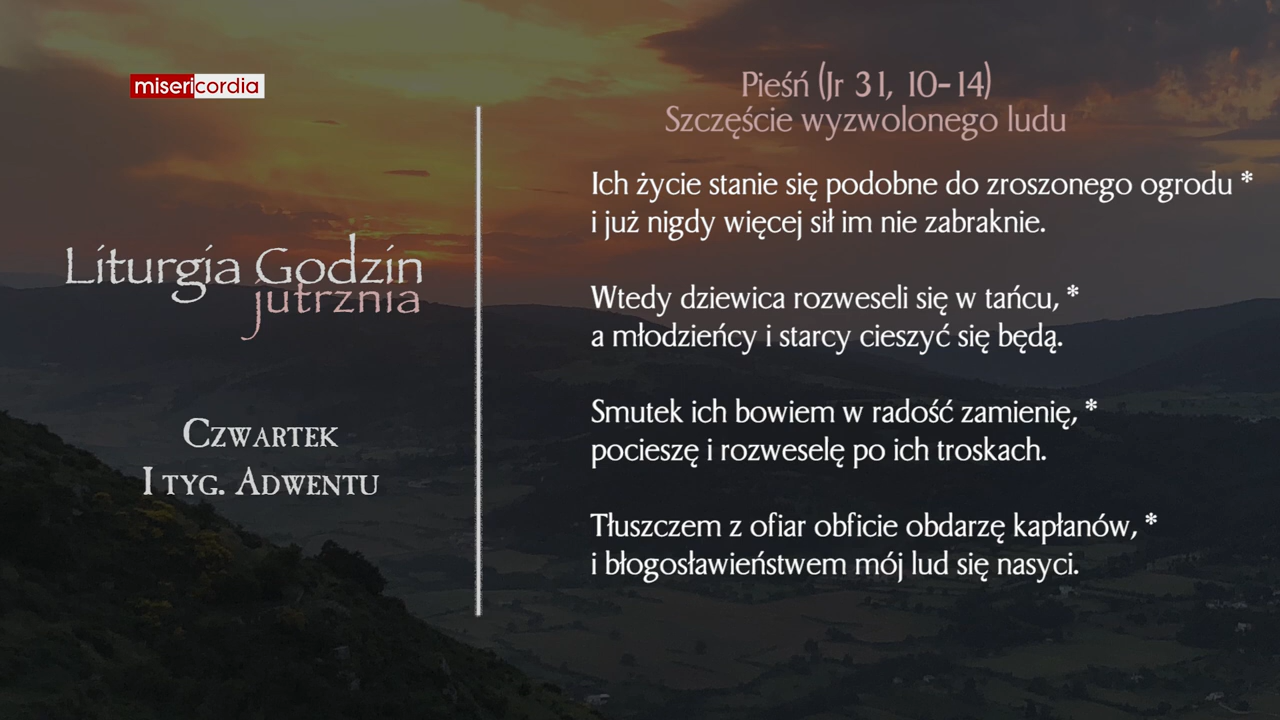 misericordia
Liturgia Godzin
jutrznia
Czwartek
I tyg. Adwentu
Pieśń (Jr 31, 10-14)
Szczęście wyzwolonego ludu
Ich życie stanie się podobne do zroszonego ogrodu *
i już nigdy więcej sił im nie zabraknie.
Wtedy dziewica rozweseli się w tańcu, *
a młodzieńcy i starcy cieszyć się będą.
Smutek ich bowiem w radość zamienię, *
pocieszę i rozweselę po ich troskach.
Tłuszczem z ofiar obficie obdarzę kapłanów, *
i błogosławieństwem mój lud się nasyci.